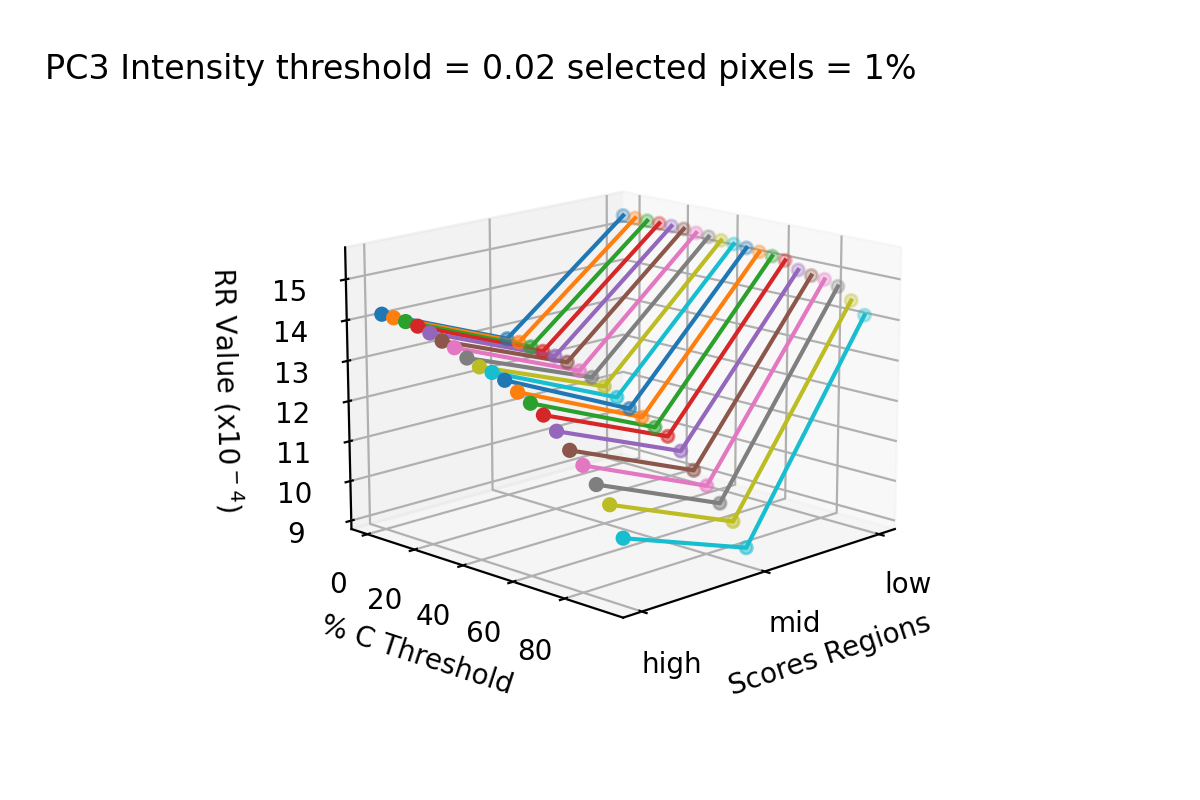 PC3 Intensity threshold = 0.02 selected pixels = 1%
RR Value (x10⁻⁴)
15
14
13
12
11
10
9
0
20
40
60
80
% C Threshold
high
mid
low
Scores Regions